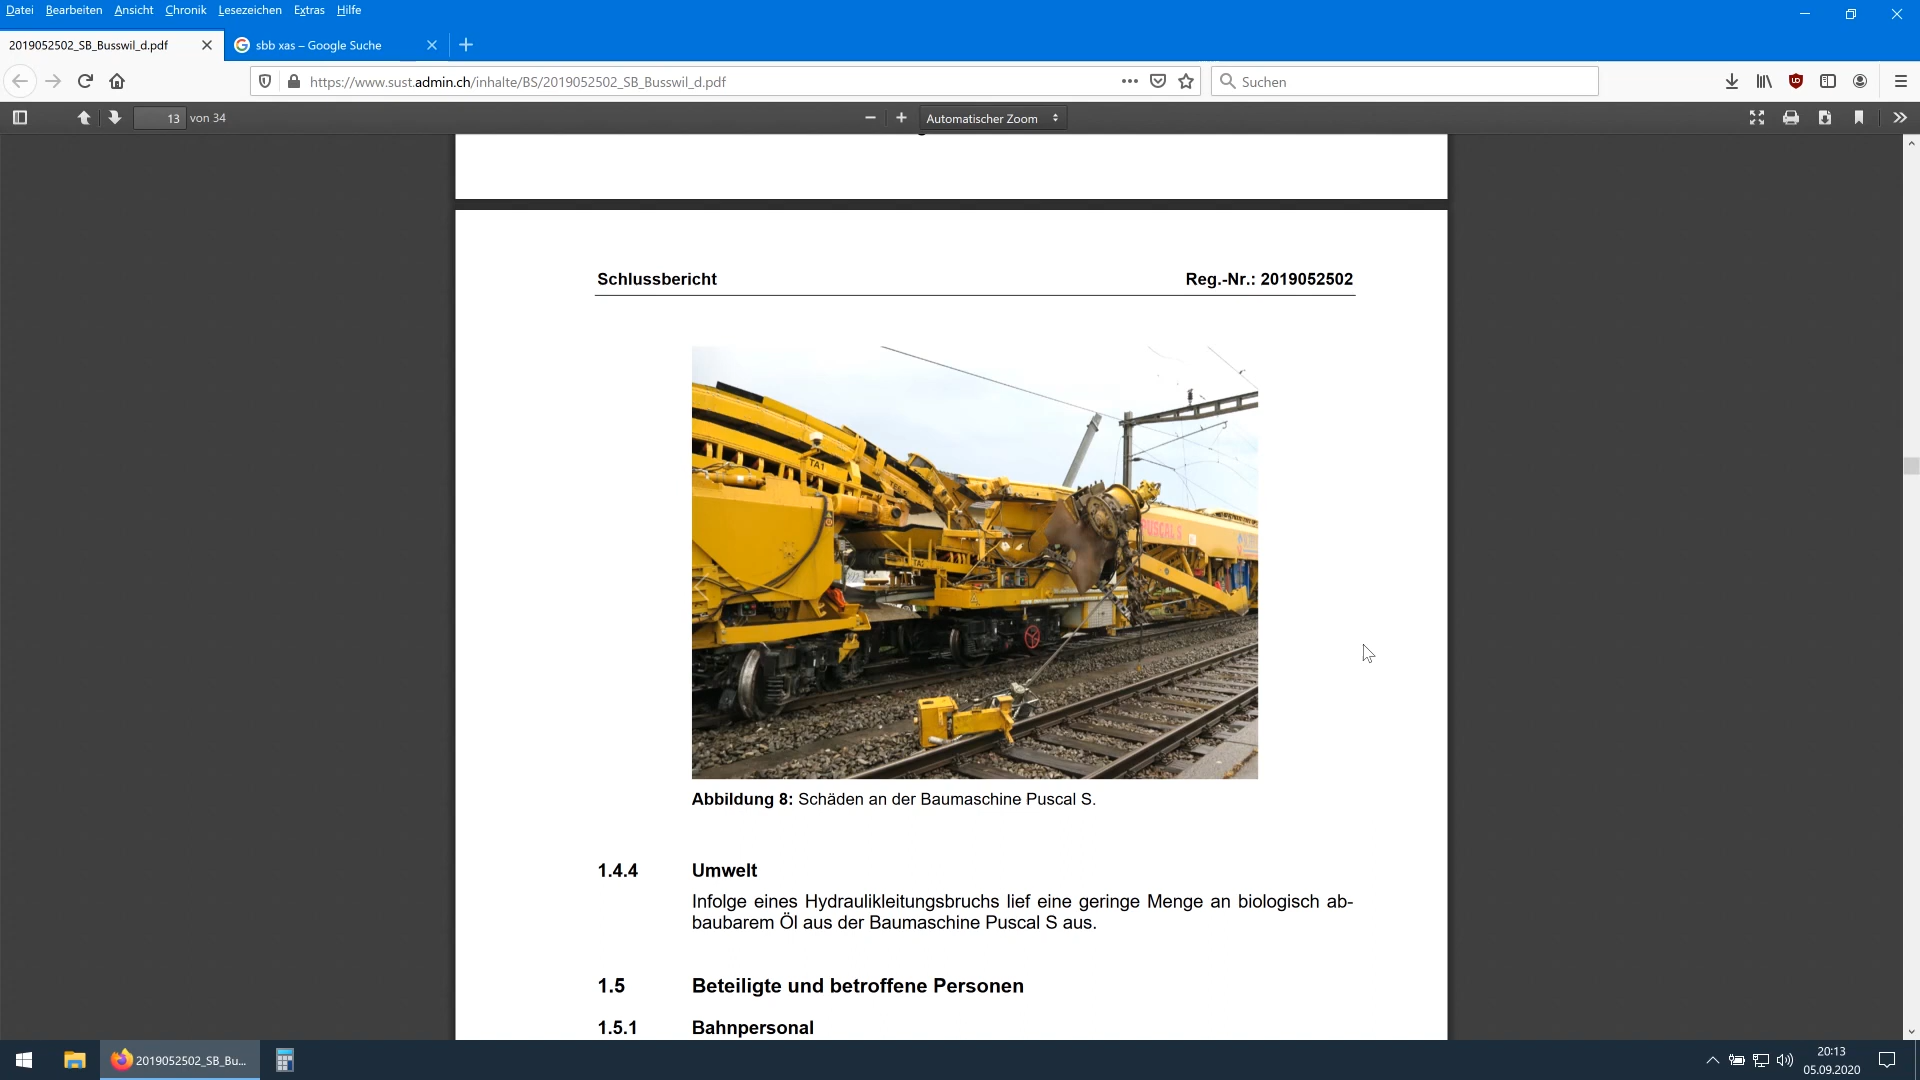 Datei Bearbeiten Ansicht Chronik Lesezeichen Extras Hilfe
2019052502_SB_Busswil_d.pdf
sbb xas – Google Suche
https://www.sust.admin.ch/inhalte/BS/2019052502_SB_Busswil_d.pdf
Suchen
13 von 34
Automatischer Zoom
Schlussbericht Reg.-Nr.: 2019052502
TA1
PUSCAL S
Abbildung 8: Schäden an der Baumaschine Puscal S.
1.4.4 Umwelt
Infolge eines Hydraulikleitungsbruchs lief eine geringe Menge an biologisch ab-
baubarem Öl aus der Baumaschine Puscal S aus.
1.5 Beteiligte und betroffene Personen
1.5.1 Bahnpersonal
2019052502_SB_Bu...
20:13
05.09.2020